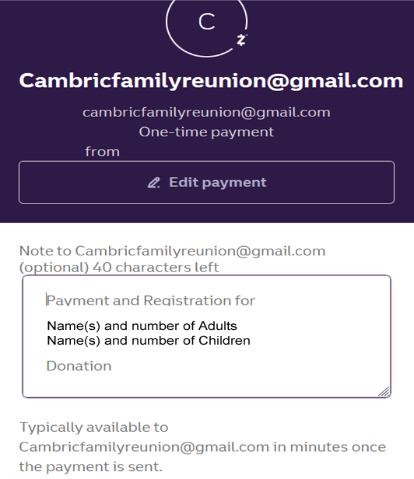 C
Cambricfamilyreunion@gmail.com
cambricfamilyreunion@gmail.com
One-time payment
from
Edit payment
Note to Cambricfamilyreunion@gmail.com
(optional) 40 characters left
Payment and Registration for
Name(s) and number of Adults
Name(s) and number of Children
Donation
Typically available to
Cambricfamilyreunion@gmail.com in minutes once
the payment is sent.